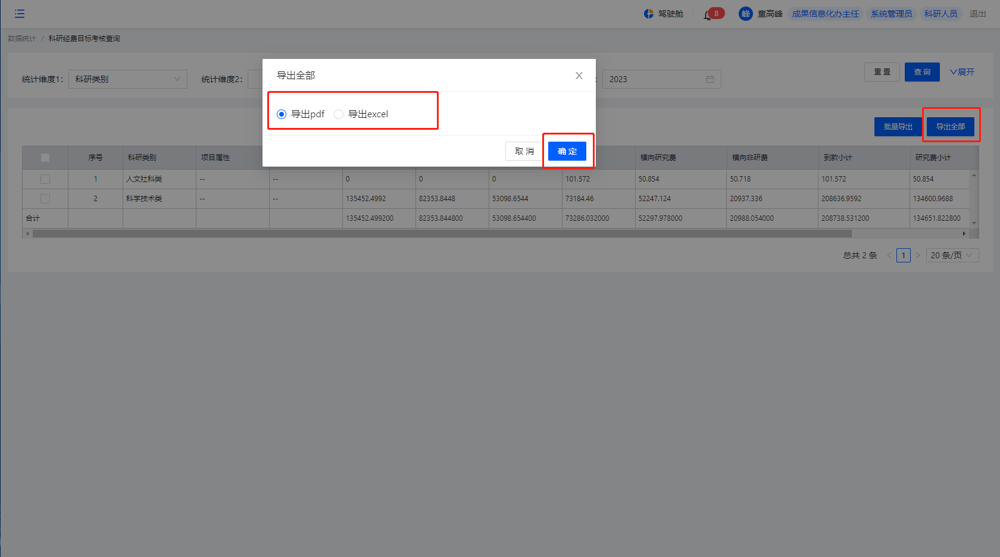 驾驶舱 8 峰 童高峰 成果信息化办主任 系统管理员 科研人员 退出
数据统计 / 科研经费目标考核查询
导出全部
统计维度1: 科研类别 统计维度2: : 2023 重置 查询 展开
导出pdf 导出excel
批量导出 导出全部
取消 确定
序号 科研类别 项目属性 横向研究费 横向非研费 到款小计 研究费小计
1 人文社科类 -- -- 0 0 0 101.572 50.854 50.718 101.572 50.854
2 科学技术类 -- -- 135452.4992 82353.8448 53098.6544 73184.46 52247.124 20937.336 208636.9592 134600.9688
合计 135452.499200 82353.844800 53098.654400 73286.032000 52297.978000 20988.054000 208738.531200 134651.822800
总共 2 条 < 1 > 20 条/页